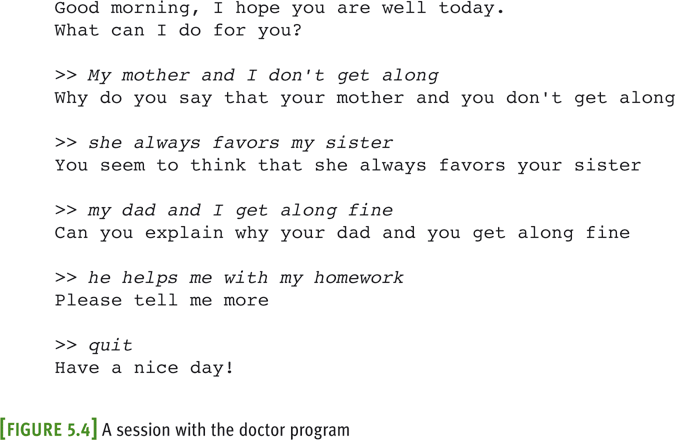 Good morning, I hope you are well today.
What can I do for you?
>> My mother and I don't get along
Why do you say that your mother and you don't get along
>> she always favors my sister
You seem to think that she always favors your sister
>> my dad and I get along fine
Can you explain why your dad and you get along fine
>> he helps me with my homework
Please tell me more
>> quit
Have a nice day!
[FIGURE 5.4] A session with the doctor program